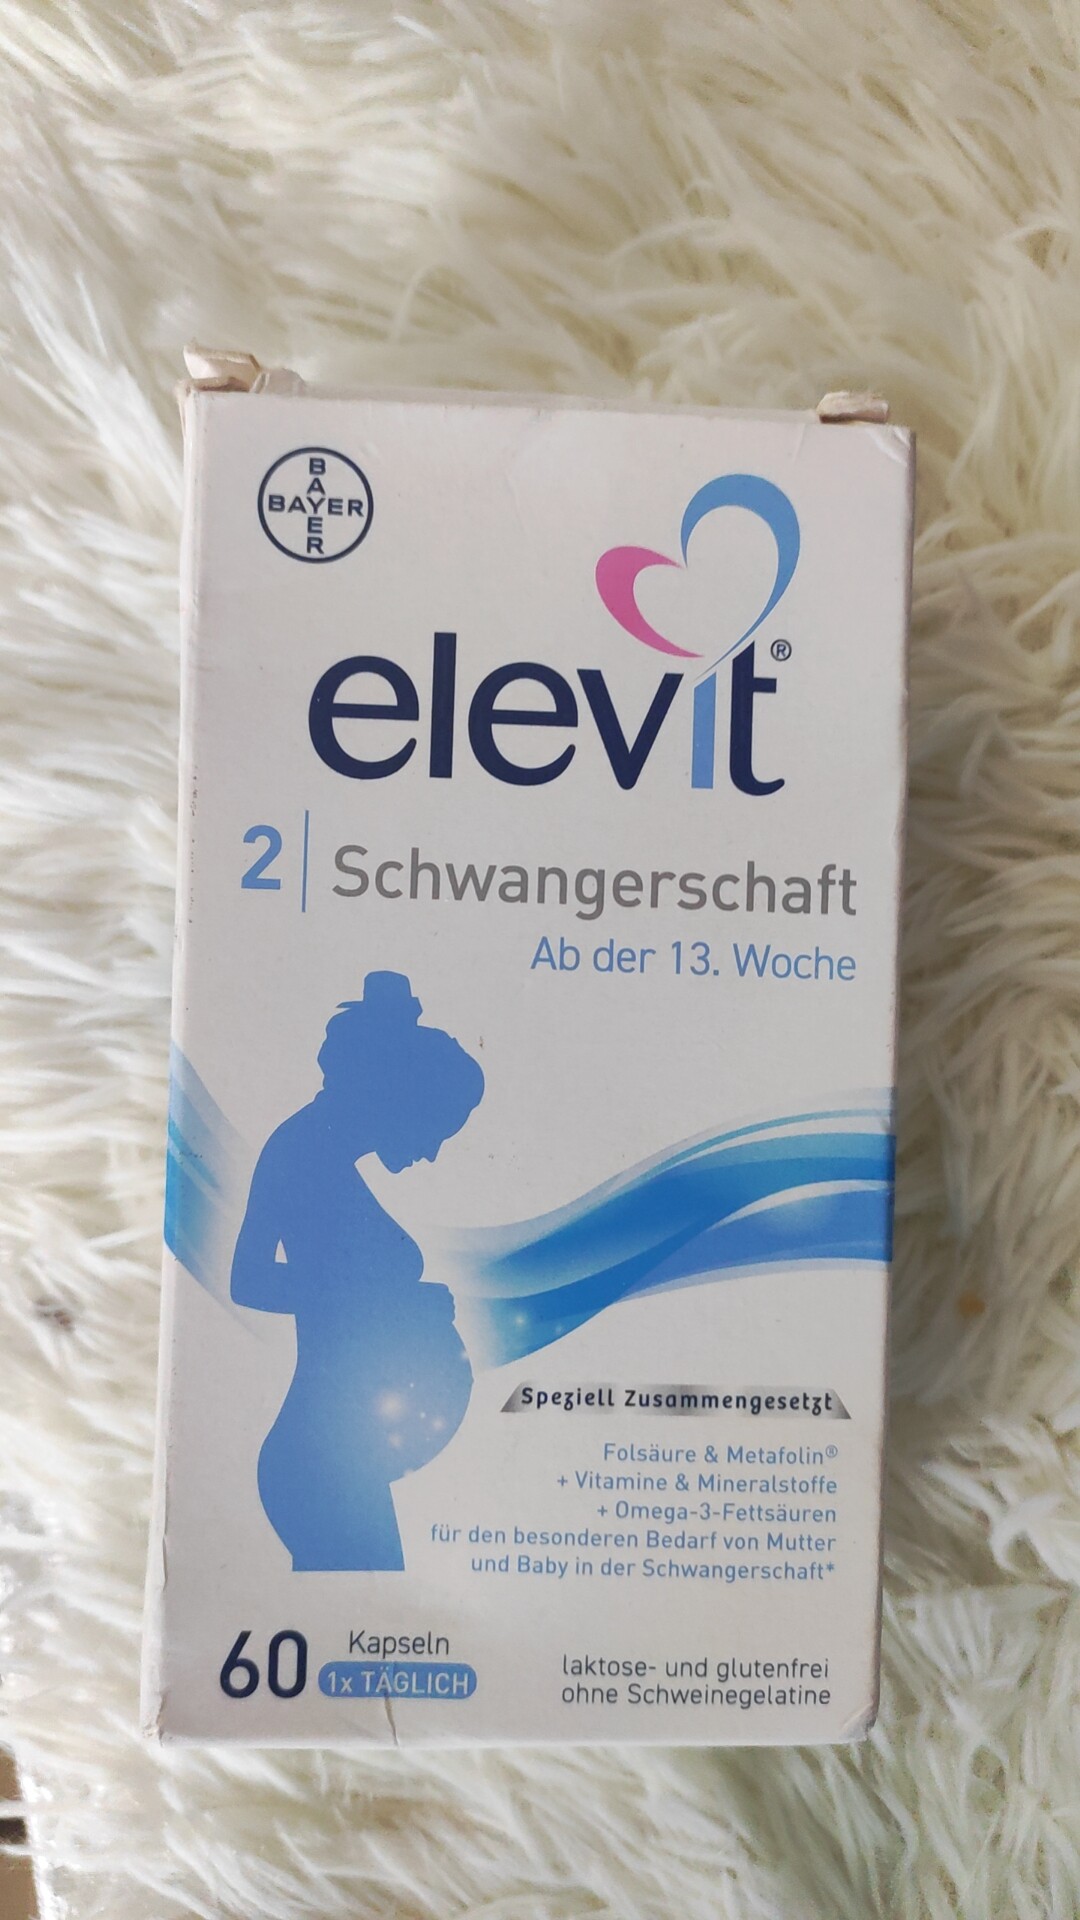 BAYER
BAYER
elevit®
2 | Schwangerschaft
Ab der 13. Woche
Speziell Zusammengesetzt
Folsäure & Metafolin®
+ Vitamine & Mineralstoffe
+ Omega-3-Fettsäuren
für den besonderen Bedarf von Mutter
und Baby in der Schwangerschaft*
60 Kapseln
1x TÄGLICH
laktose- und glutenfrei
ohne Schweinegelatine